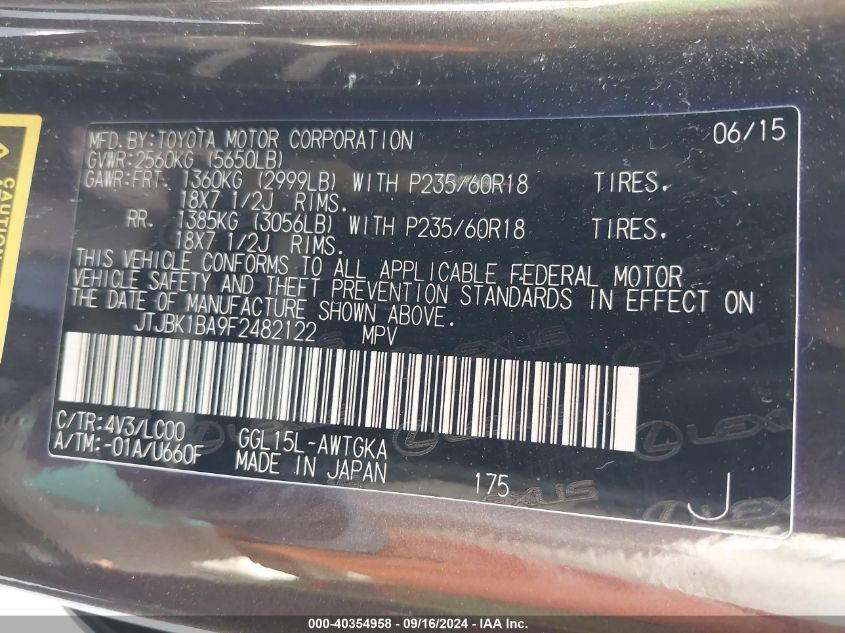 MFD.BY:TOYOTA MOTOR CORPORATION 06/15
GVWR:2560KG (5650LB)
GAWR:FRT. 1360KG (2999LB) WITH P235/60R18 TIRES.
18X7 1/2J RIMS.
RR. 1385KG (3056LB) WITH P235/60R18 TIRES.
18X7 1/2J RIMS.
THIS VEHICLE CONFORMS TO ALL APPLICABLE FEDERAL MOTOR
VEHICLE SAFETY AND THEFT PREVENTION STANDARDS IN EFFECT ON
THE DATE OF MANUFACTURE SHOWN ABOVE.
JTJBK1BA9F2482122 MPV
C/TR:4V3/LC00 GGL15L-AWTGKA
A/TM:-01A/U660F MADE IN JAPAN 175 J
LEXUS
CAUTION
000-40354958 - 09/16/2024 - IAA Inc.